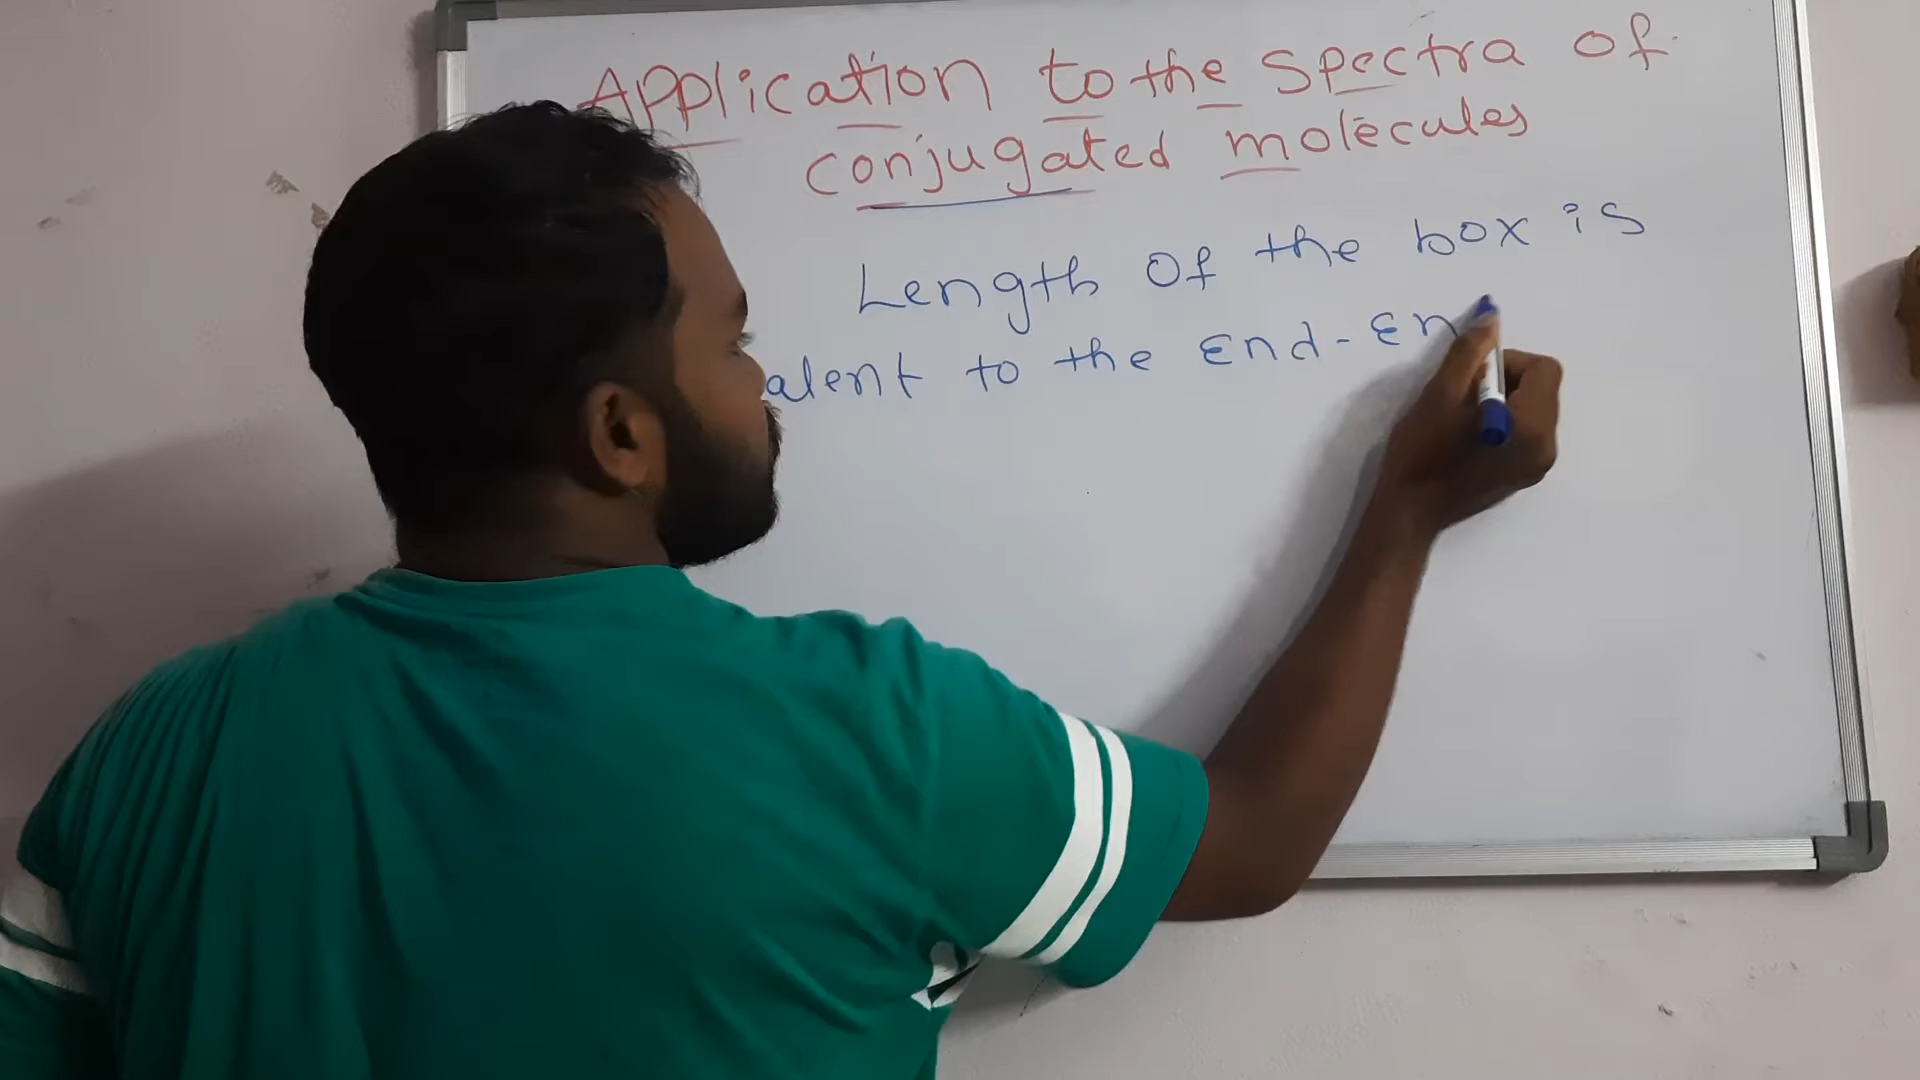 Application to the Spectra of
conjugated molecules
Length of the box is
alent to the End-En